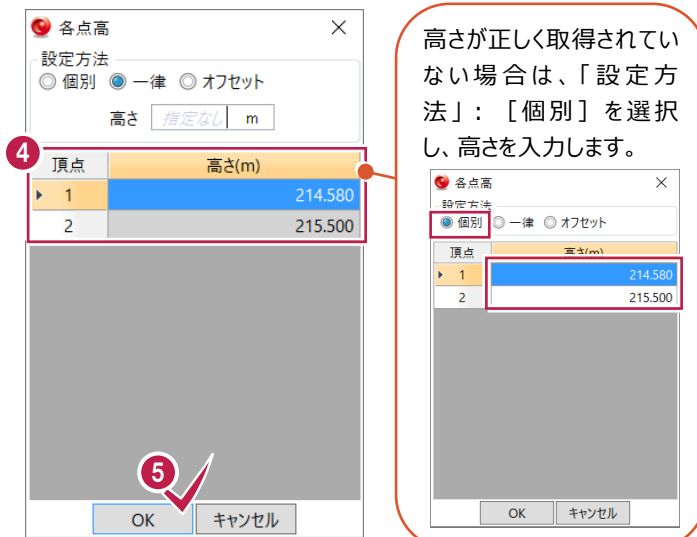 各点高
設定方法
個別 一律 オフセット
高さ 指定なし m
4
頂点 高さ(m)
1 214.580
2 215.500
5
OK キャンセル
高さが正しく取得されてい
ない場合は、「設定方
法」：［個別］を選択
し、高さを入力します。
各点高
設定方法
個別 一律 オフセット
頂点 高さ(m)
1 214.580
2 215.500
OK キャンセル